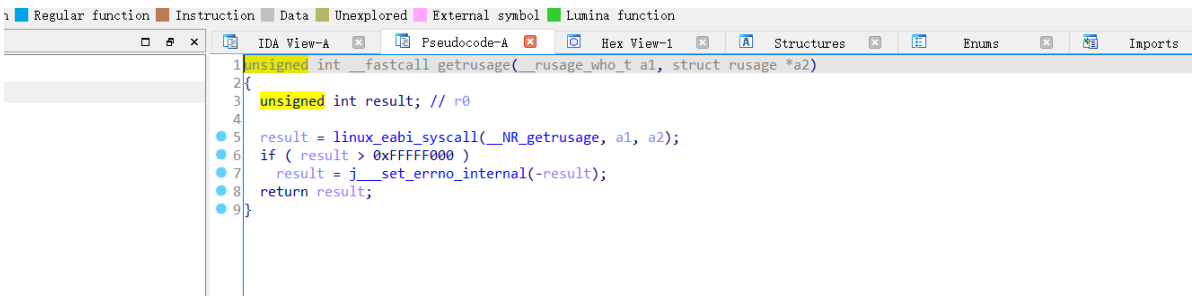 Regular function Instruction Data Unexplored External symbol Lumina function
IDA View-A Pseudocode-A Hex View-1 Structures Enums Imports
1 unsigned int __fastcall getrusage(__rusage_who_t a1, struct rusage *a2)
2 {
3 unsigned int result; // r0
4
5 result = linux_eabi_syscall(__NR_getrusage, a1, a2);
6 if ( result > 0xFFFFF000 )
7 result = j___set_errno_internal(-result);
8 return result;
9 }